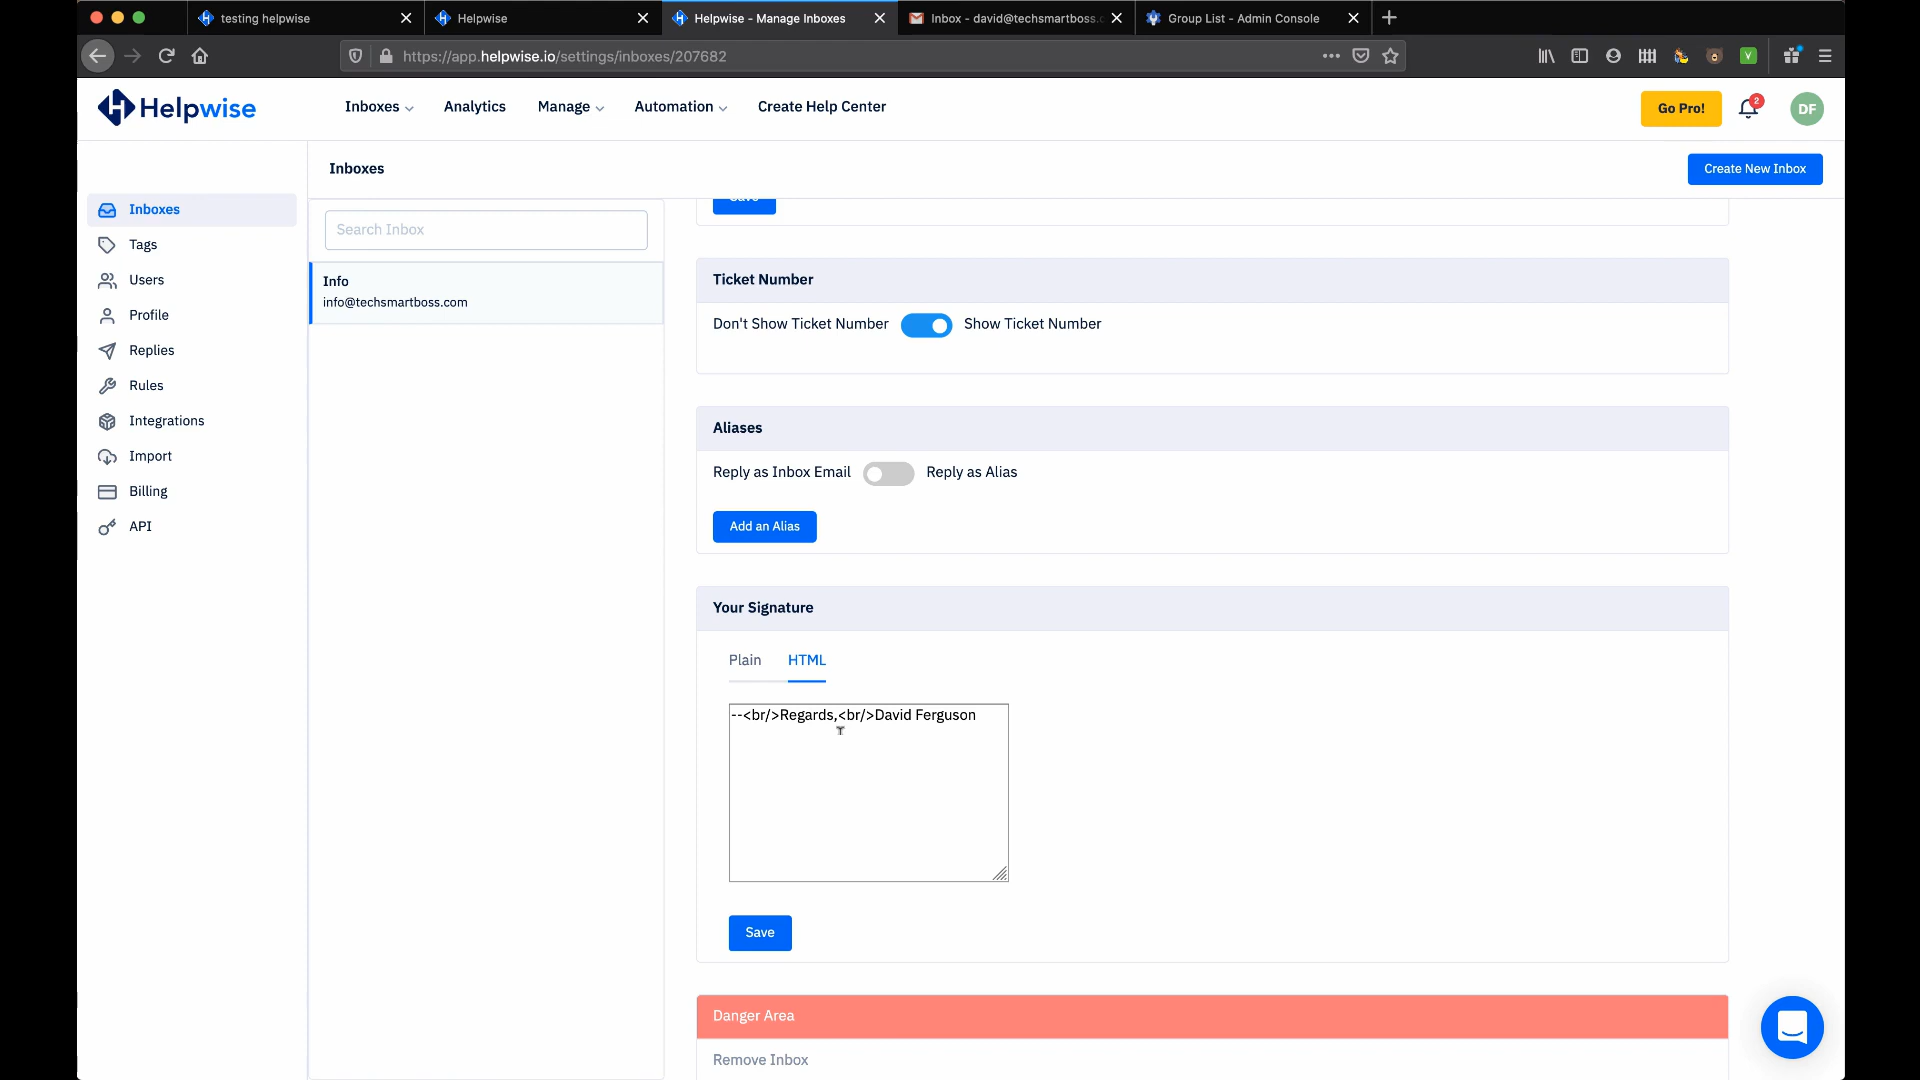 testing helpwise
Helpwise
Helpwise - Manage Inboxes
Inbox - david@techsmartboss.c
Group List - Admin Console
https://app.helpwise.io/settings/inboxes/207682
Helpwise
Inboxes
Analytics
Manage
Automation
Create Help Center
Go Pro!
2
DF
Inboxes
Create New Inbox
Inboxes
Tags
Users
Profile
Replies
Rules
Integrations
Import
Billing
API
Search Inbox
Info
info@techsmartboss.com
Save
Ticket Number
Don't Show Ticket Number
Show Ticket Number
Aliases
Reply as Inbox Email
Reply as Alias
Add an Alias
Your Signature
Plain
HTML
--<br/>Regards,<br/>David Ferguson
Save
Danger Area
Remove Inbox